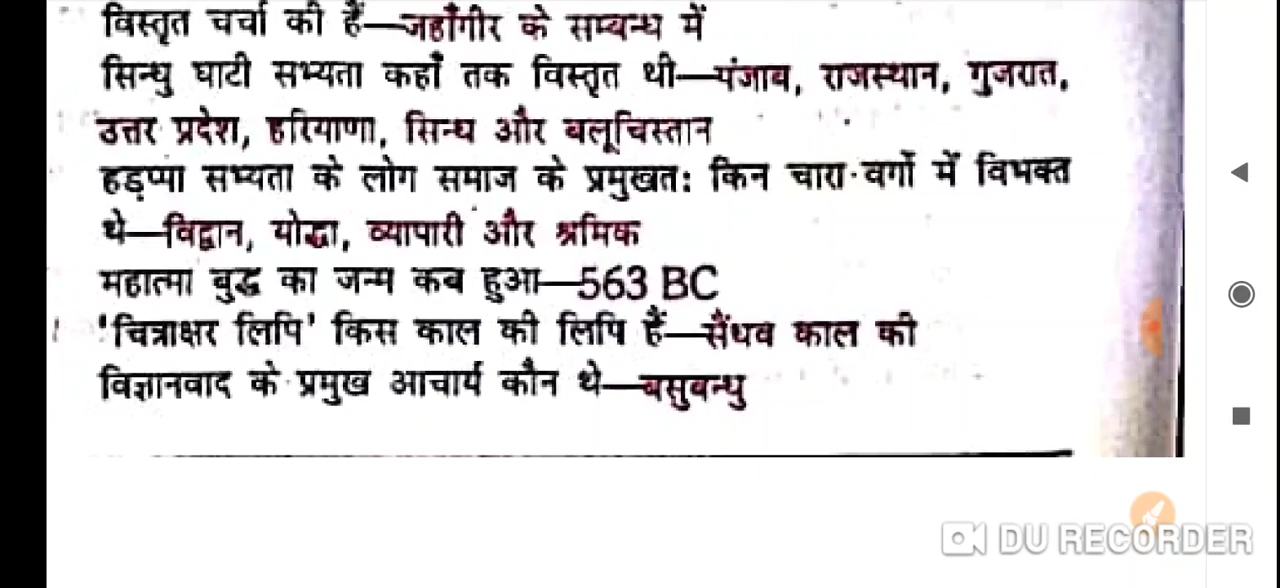 विस्तृत चर्चा की हैं—जहाँगीर के सम्बन्ध में
सिन्धु घाटी सभ्यता कहाँ तक विस्तृत थी—पंजाब, राजस्थान, गुजरात,
उत्तर प्रदेश, हरियाणा, सिन्ध और बलूचिस्तान
हड़प्पा सभ्यता के लोग समाज के प्रमुखतः किन चारा वर्गों में विभक्त
थे—विद्वान, योद्धा, व्यापारी और श्रमिक
महात्मा बुद्ध का जन्म कब हुआ—563 BC
'चित्राक्षर लिपि' किस काल की लिपि हैं—सैंधव काल की
विज्ञानवाद के प्रमुख आचार्य कौन थे—बसुबन्धु
DU RECORDER